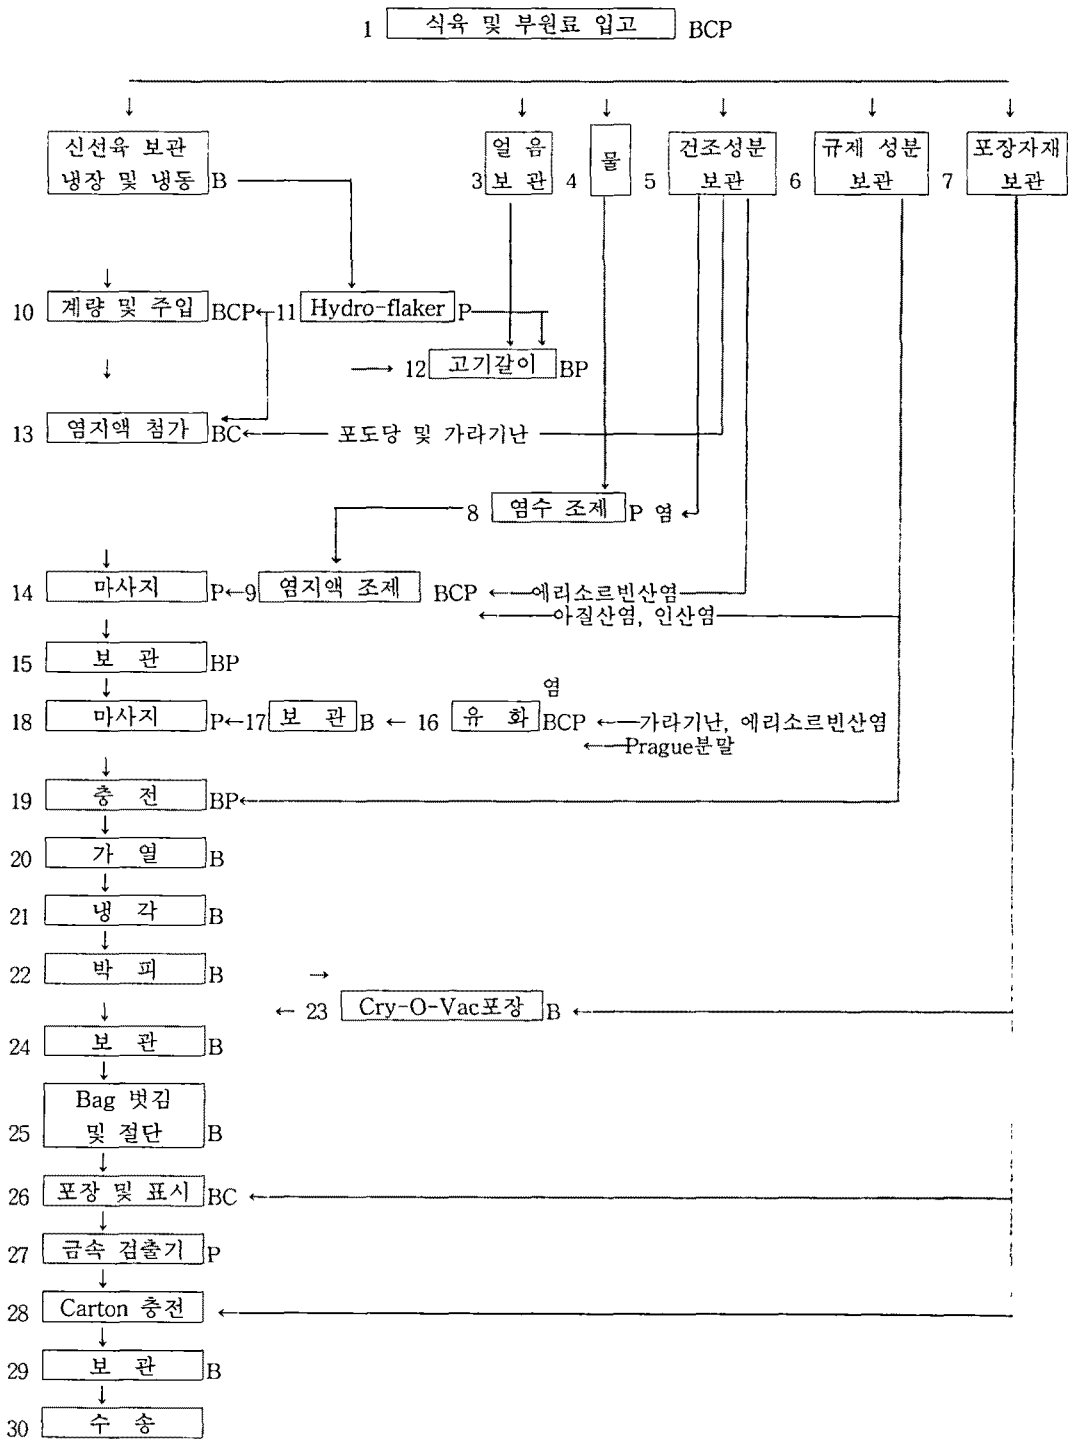 1 식육 및 부원료 입고 BCP
신선육 보관
냉장 및 냉동 B
3 얼 음
보 관
4 물
5 건조성분
보관
6 규제 성분
보관
7 포장자재
보관
10 계량 및 주입 BCP ← 11 Hydro-flaker P
→ 12 고기갈이 BP
13 염지액 첨가 BC ← 포도당 및 가라기난
8 염수 조제 P 염 ←
14 마사지 P ← 9 염지액 조제 BCP ← 에리소르빈산염
← 아질산염, 인산염
15 보 관 BP
염
18 마사지 P ← 17 보 관 B ← 16 유 화 BCP ← 가라기난, 에리소르빈산염
← Prague분말
19 충 전 BP ←
20 가 열 B
21 냉 각 B
22 박 피 B →
← 23 Cry-O-Vac포장 B ←
24 보 관 B
Bag 벗김
25 및 절단 B
26 포장 및 표시 BC ←
27 금속 검출기 P
28 Carton 충전 ←
29 보 관 B
30 수 송